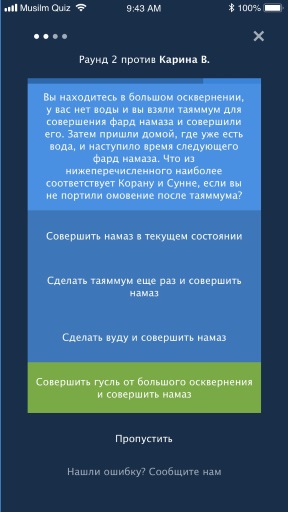 Musilm Quiz
9:43 AM
100%
Раунд 2 против Карина В.
Вы находитесь в большом осквернении,
у вас нет воды и вы взяли таяммум для
совершения фард намаза и совершили
его. Затем пришли домой, где уже есть
вода, и наступило время следующего
фард намаза. Что из
нижеперечисленного наиболее
соответствует Корану и Сунне, если вы
не портили омовение после таяммума?
Совершить намаз в текущем состоянии
Сделать таяммум еще раз и совершить
намаз
Сделать вуду и совершить намаз
Совершить гусль от большого осквернения
и совершить намаз
Пропустить
Нашли ошибку? Сообщите нам